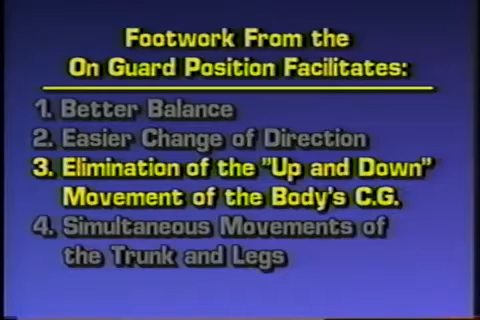 Footwork From the
On Guard Position Facilitates:
1. Better Balance
2. Easier Change of Direction
3. Elimination of the "Up and Down"
Movement of the Body's C.G.
4. Simultaneous Movements of
the Trunk and Legs